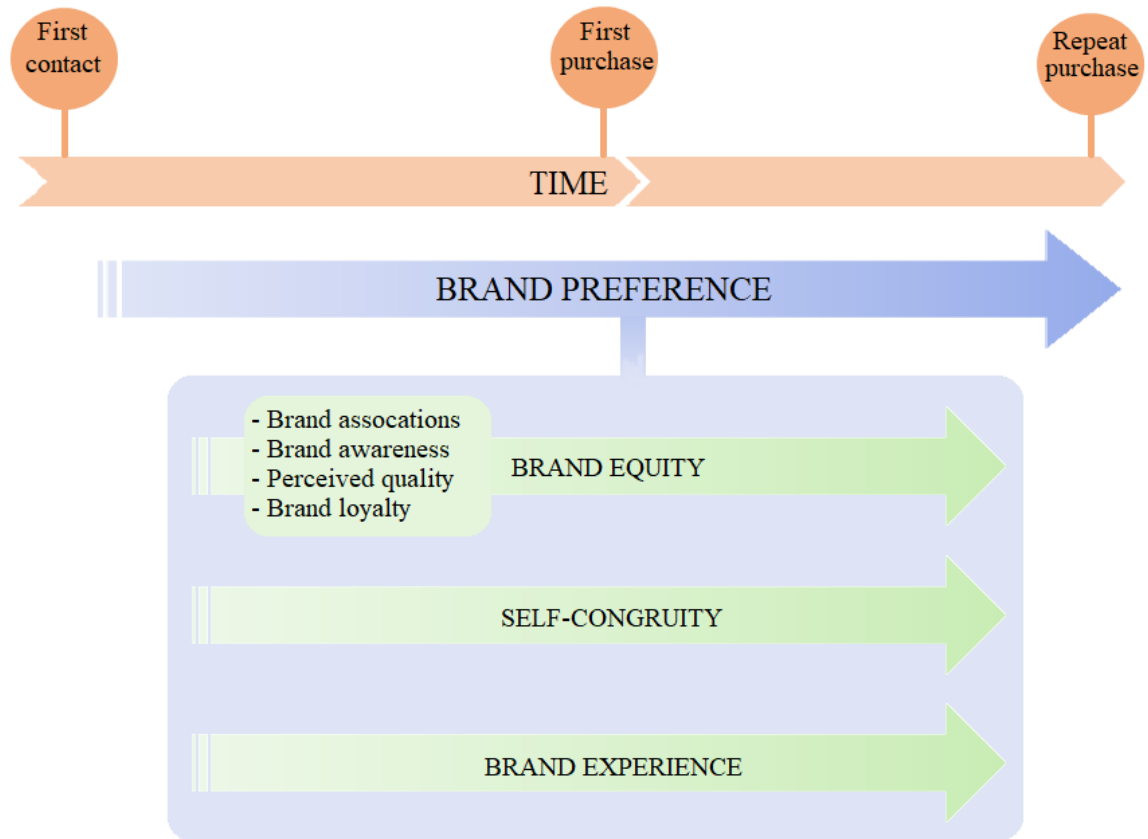 First
contact
First
purchase
Repeat
purchase
TIME
BRAND PREFERENCE
- Brand assocations
- Brand awareness
- Perceived quality
- Brand loyalty
BRAND EQUITY
SELF-CONGRUITY
BRAND EXPERIENCE